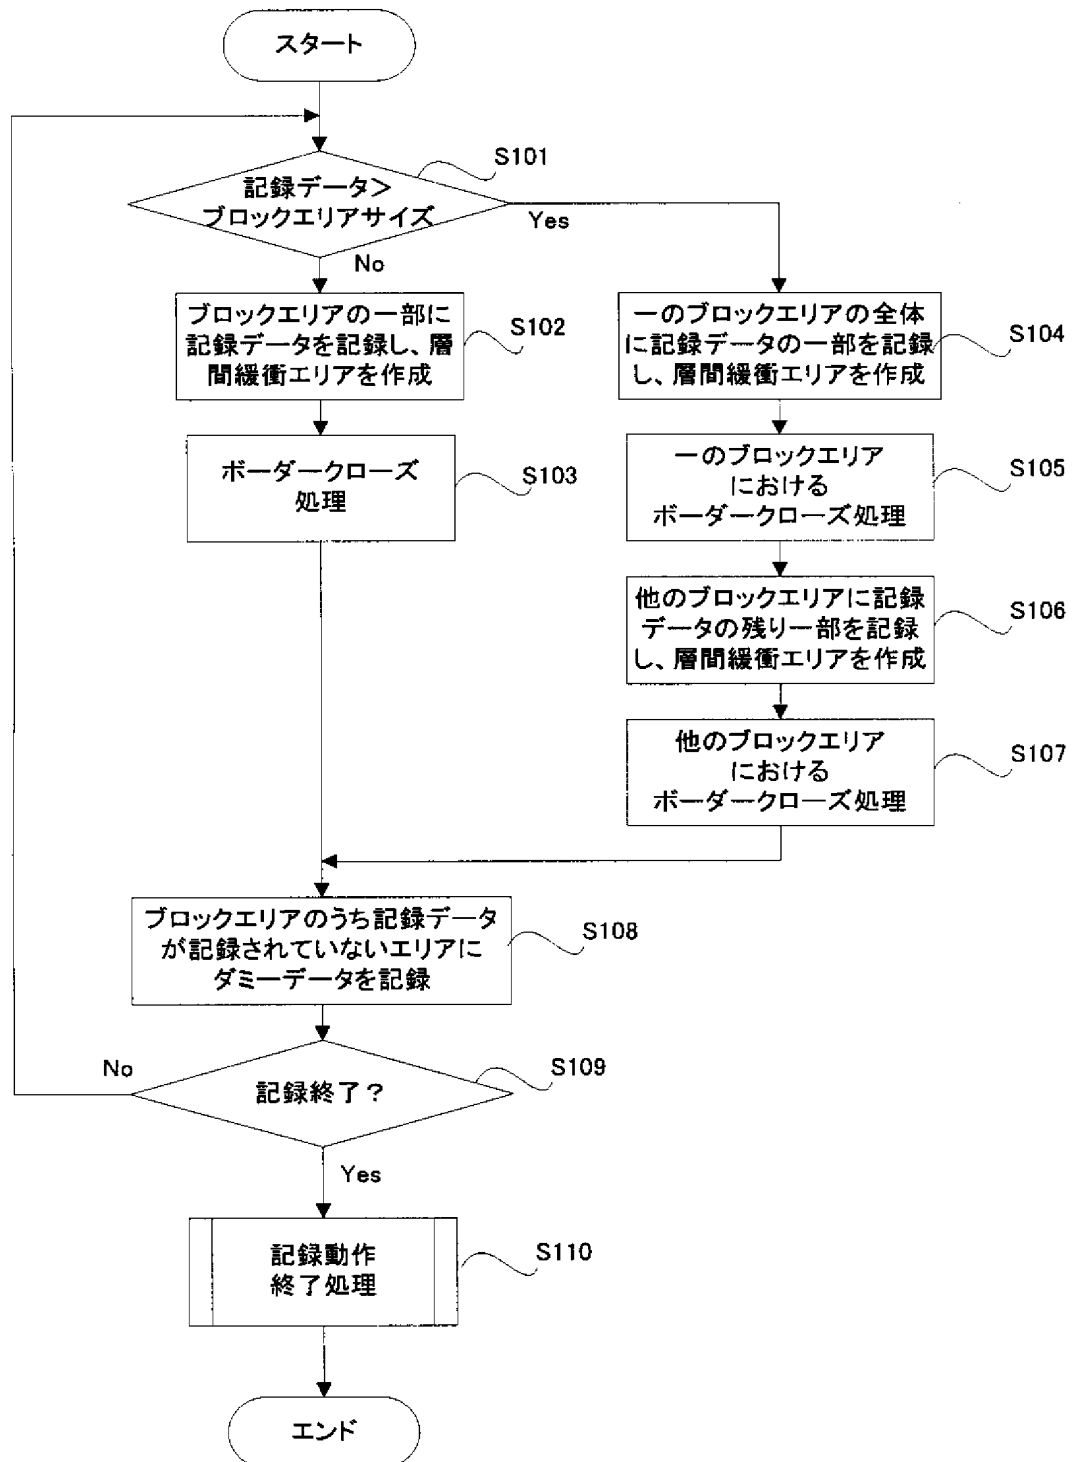 スタート
記録データ＞
ブロックエリアサイズ
S101
Yes
No
ブロックエリアの一部に
記録データを記録し、層
間緩衝エリアを作成
S102
一のブロックエリアの全体
に記録データの一部を記録
し、層間緩衝エリアを作成
S104
ボーダークローズ
処理
S103
一のブロックエリア
における
ボーダークローズ処理
S105
他のブロックエリアに記録
データの残り一部を記録
し、層間緩衝エリアを作成
S106
他のブロックエリア
における
ボーダークローズ処理
S107
ブロックエリアのうち記録データ
が記録されていないエリアに
ダミーデータを記録
S108
No
記録終了？
S109
Yes
記録動作
終了処理
S110
エンド